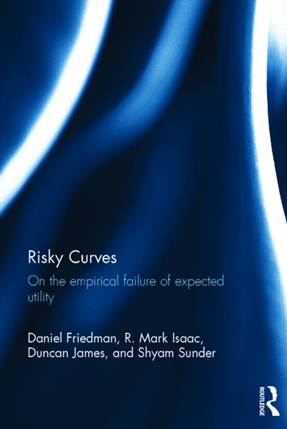 Risky Curves
On the empirical failure of expected
utility
Daniel Friedman, R. Mark Isaac,
Duncan James, and Shyam Sunder
ROUTLEDGE